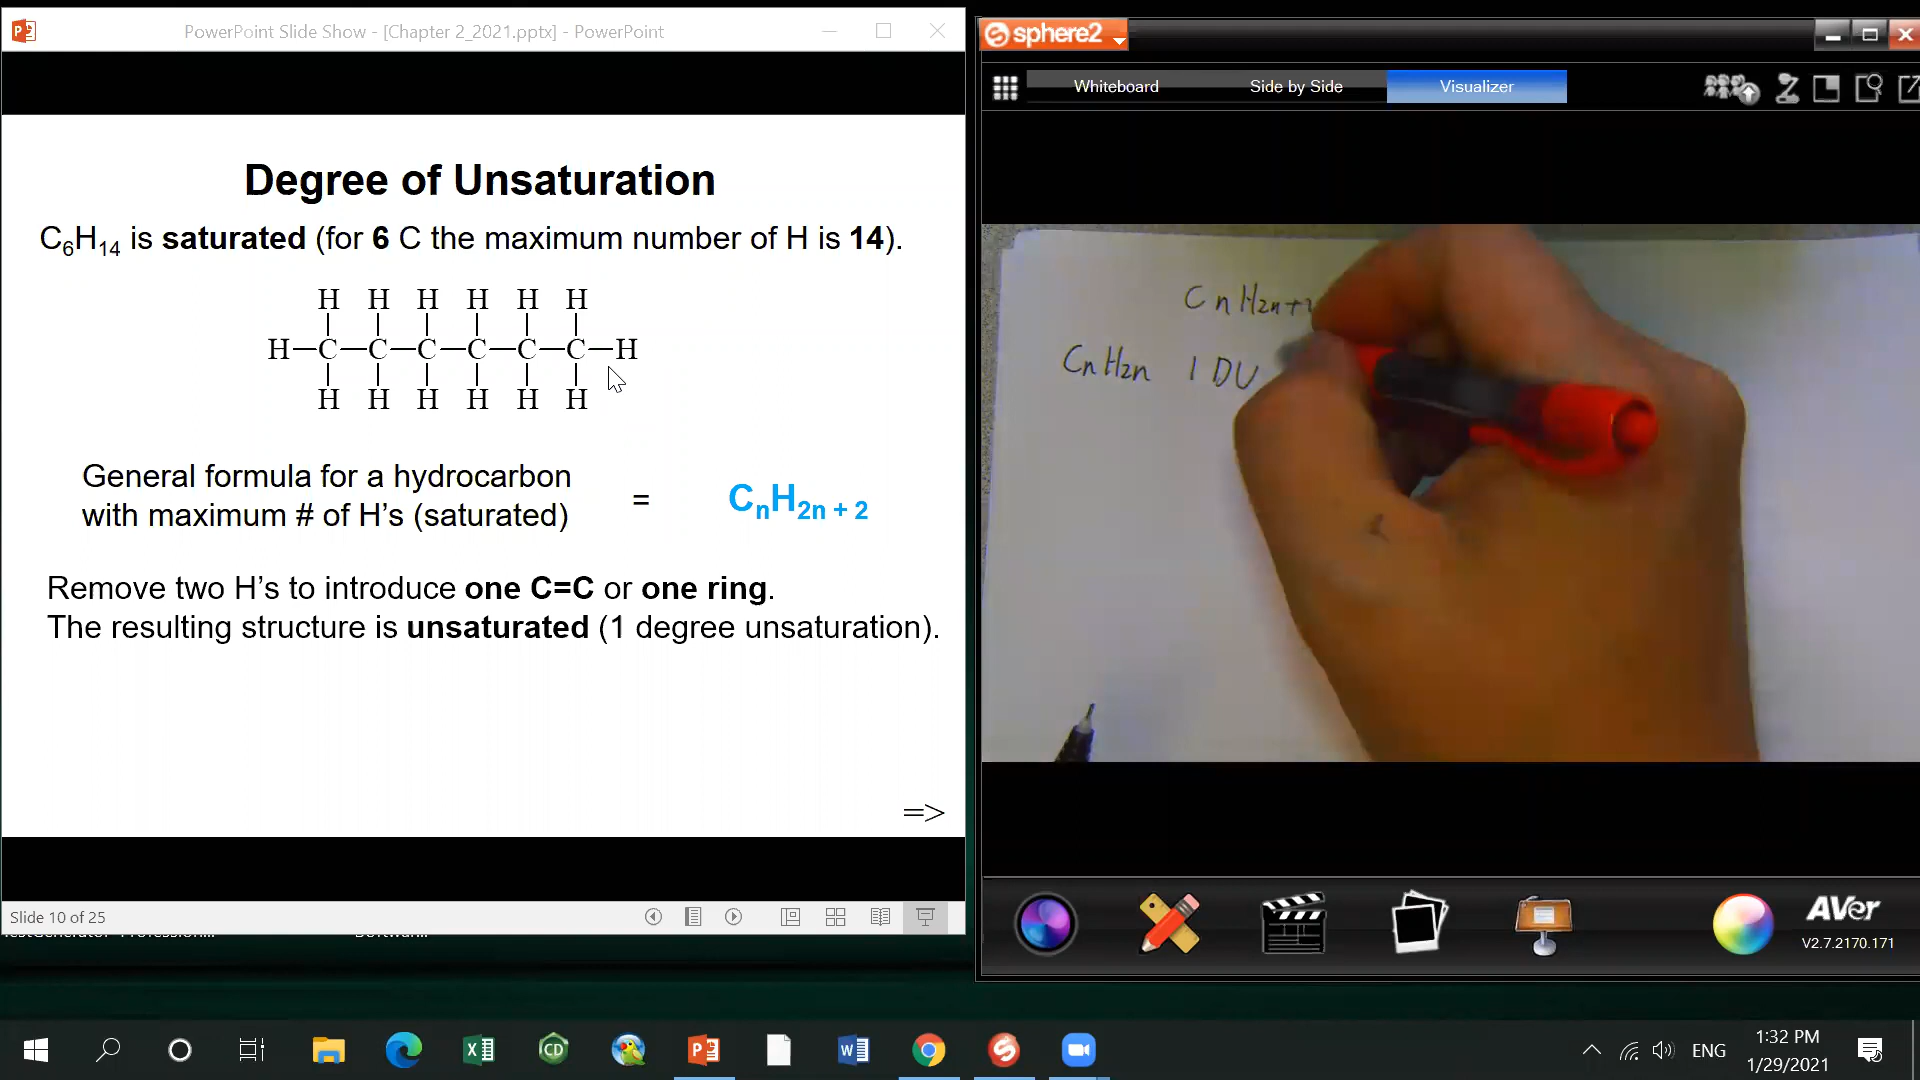 PowerPoint Slide Show - [Chapter 2_2021.pptx] - PowerPoint
Degree of Unsaturation
C6H14 is saturated (for 6 C the maximum number of H is 14).
H H H H H H
H—C—C—C—C—C—C—H
H H H H H H
General formula for a hydrocarbon
with maximum # of H's (saturated)
=
CnH2n + 2
Remove two H's to introduce one C=C or one ring.
The resulting structure is unsaturated (1 degree unsaturation).
=>
Slide 10 of 25
sphere2
Whiteboard
Side by Side
Visualizer
CnH2n+2
CnH2n 1 DU
AVer
V2.7.2170.171
ENG
1:32 PM
1/29/2021